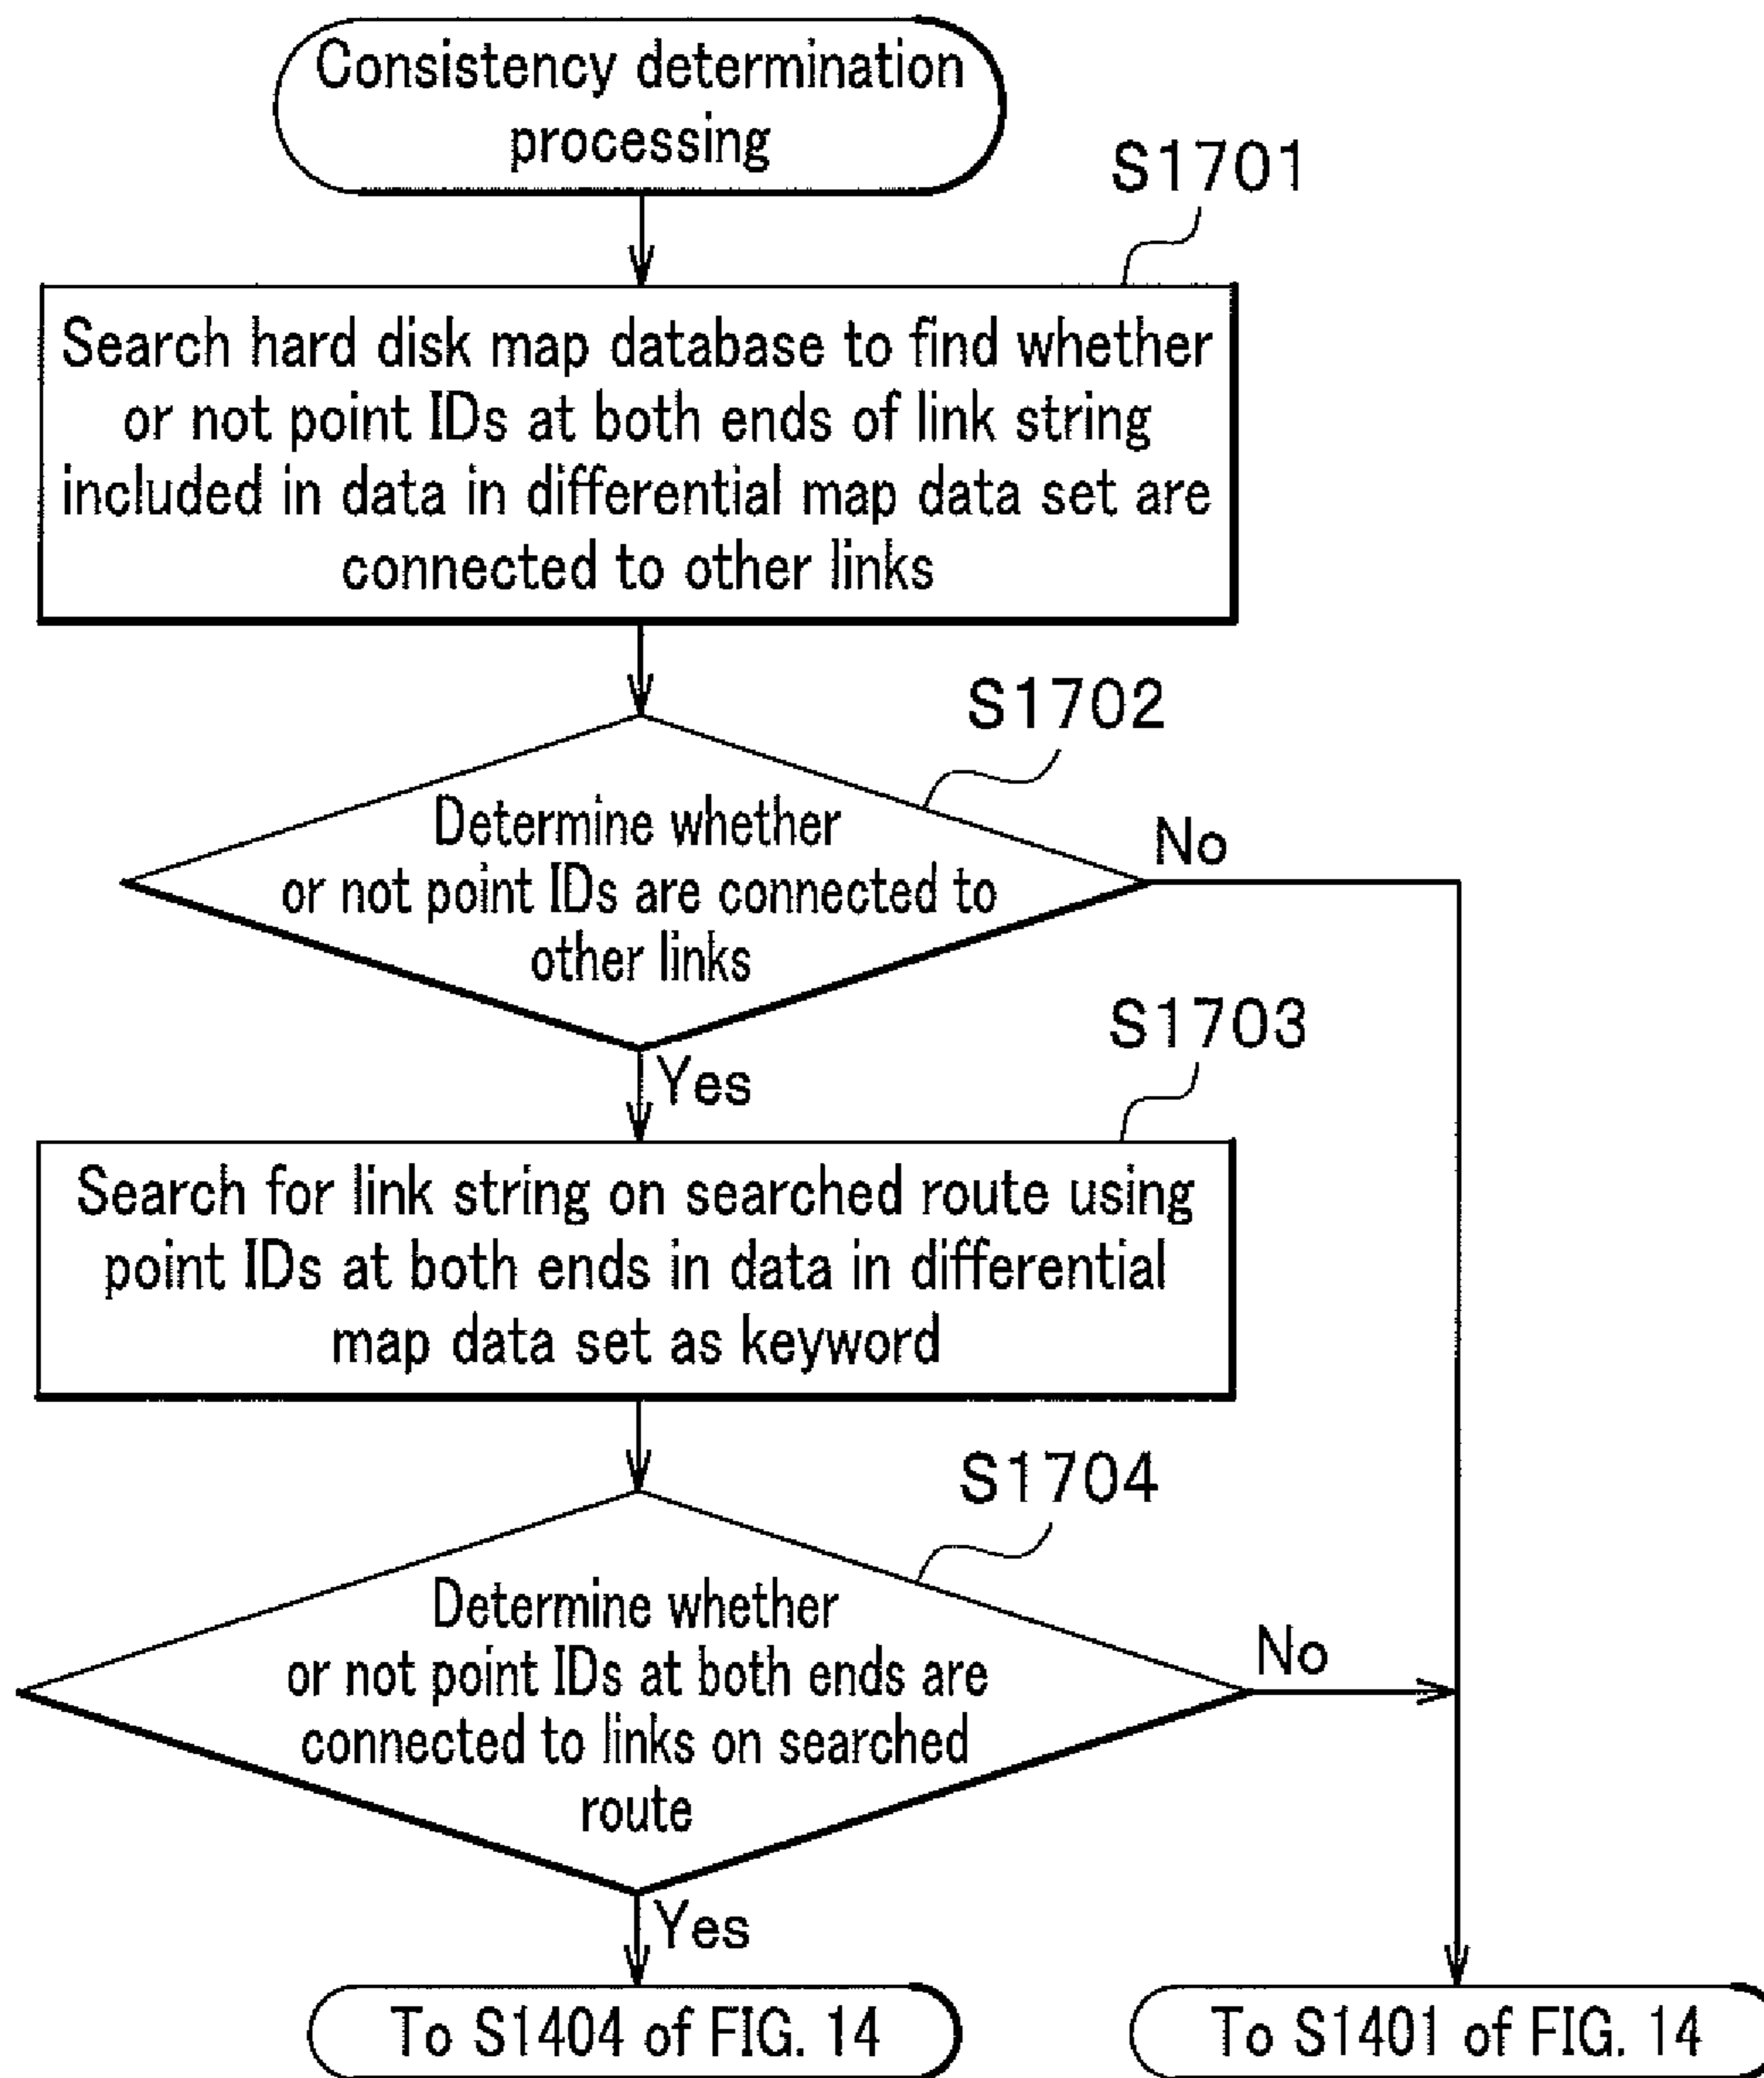 Consistency determination
processing
S1701
Search hard disk map database to find whether
or not point IDs at both ends of link string
included in data in differential map data set are
connected to other links
S1702
Determine whether
or not point IDs are connected to
other links
No
Yes
S1703
Search for link string on searched route using
point IDs at both ends in data in differential
map data set as keyword
S1704
Determine whether
or not point IDs at both ends are
connected to links on searched
route
No
Yes
To S1404 of FIG. 14
To S1401 of FIG. 14